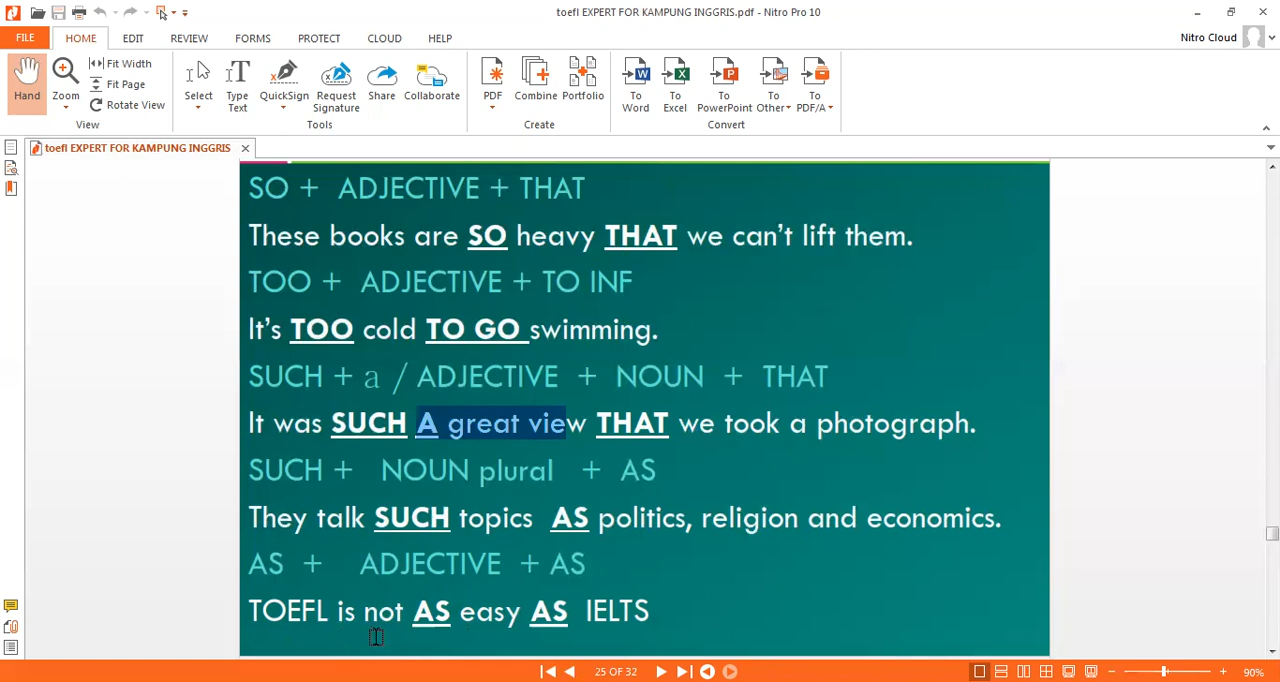 toefl EXPERT FOR KAMPUNG INGGRIS.pdf - Nitro Pro 10
FILE HOME EDIT REVIEW FORMS PROTECT CLOUD HELP
Nitro Cloud
Hand
Zoom
Fit Width
Fit Page
Rotate View
View
Select
Type Text
QuickSign
Request Signature
Share
Collaborate
Tools
PDF
Combine
Portfolio
Create
To Word
To Excel
To PowerPoint
To Other
To PDF/A
Convert
toefl EXPERT FOR KAMPUNG INGGRIS
SO + ADJECTIVE + THAT
These books are SO heavy THAT we can't lift them.
TOO + ADJECTIVE + TO INF
It's TOO cold TO GO swimming.
SUCH + a / ADJECTIVE + NOUN + THAT
It was SUCH A great view THAT we took a photograph.
SUCH + NOUN plural + AS
They talk SUCH topics AS politics, religion and economics.
AS + ADJECTIVE + AS
TOEFL is not AS easy AS IELTS
25 OF 32
90%